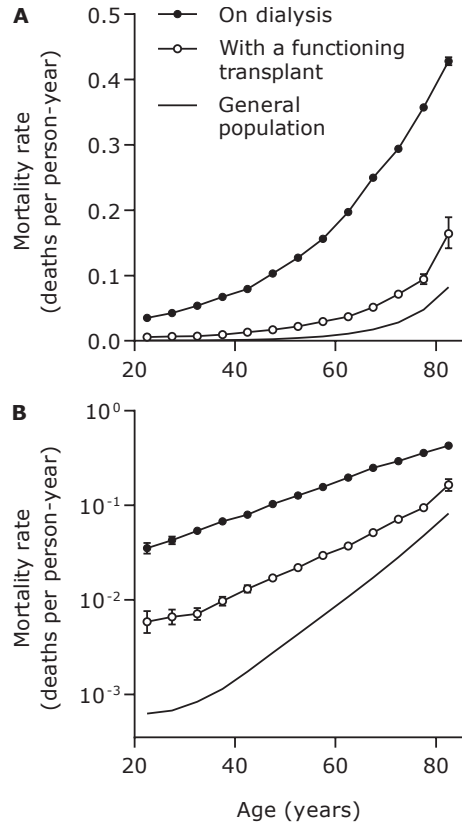 A
On dialysis
With a functioning
transplant
General
population
Mortality rate
(deaths per person-year)
0.5
0.4
0.3
0.2
0.1
0.0
20
40
60
80
B
Mortality rate
(deaths per person-year)
10⁰
10⁻¹
10⁻²
10⁻³
20
40
60
80
Age (years)